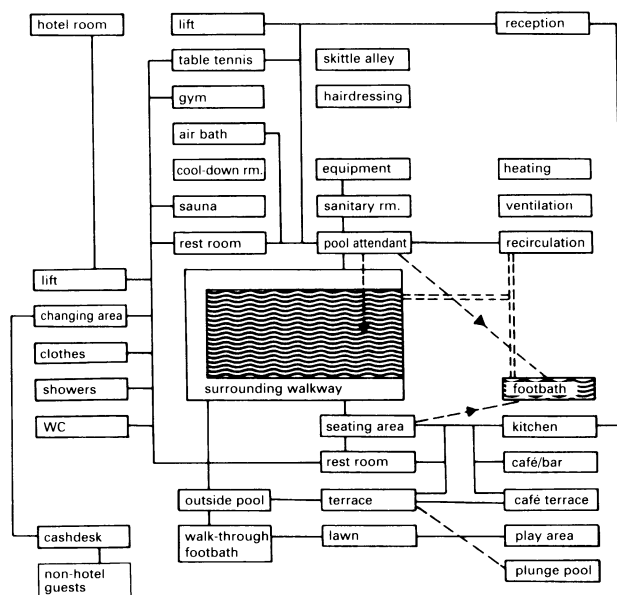 hotel room
lift
reception
table tennis
skittle alley
gym
hairdressing
air bath
cool-down rm.
equipment
heating
sauna
sanitary rm.
ventilation
rest room
pool attendant
recirculation
lift
changing area
clothes
showers
surrounding walkway
footbath
WC
seating area
kitchen
rest room
café/bar
outside pool
terrace
café terrace
cashdesk
walk-through
footbath
lawn
play area
non-hotel
guests
plunge pool